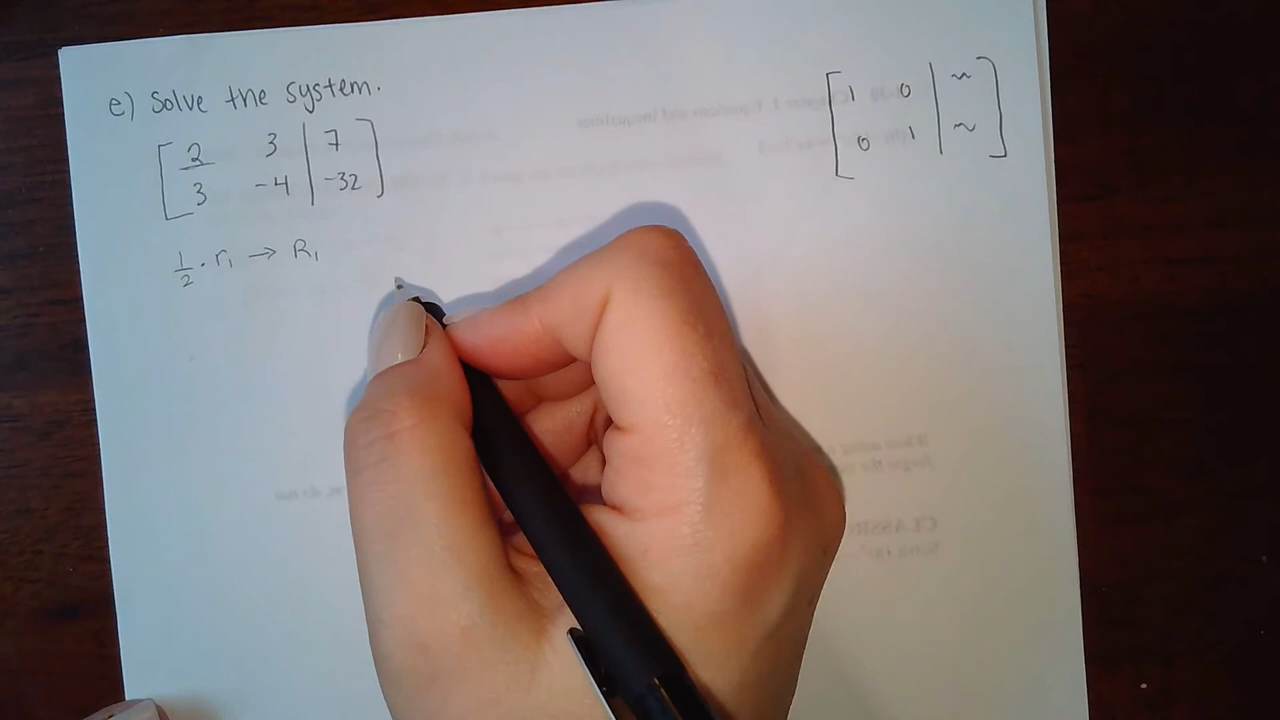 e) Solve the system.
[ 2 3 | 7 ]
[ 3 -4 | -32 ]
1/2 · r₁ → R₁
[ 1 0 | ~ ]
[ 0 1 | ~ ]